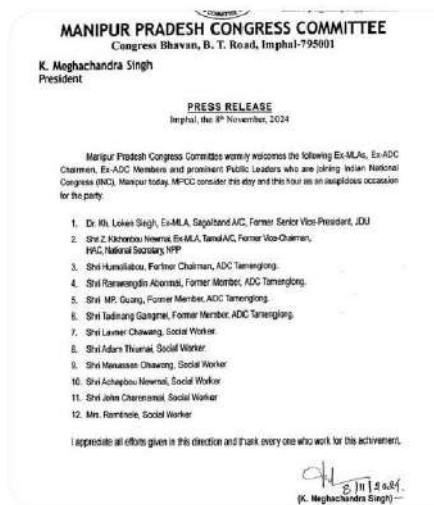 MANIPUR PRADESH CONGRESS COMMITTEE
Congress Bhavan, B. T. Road, Imphal-795001
K. Meghachandra Singh
President
PRESS RELEASE
Imphal, the 8th November, 2024
Manipur Pradesh Congress Committee warmly welcomes the following Ex-MLAs, Ex-ADC
Chairmen, Ex-ADC Members and prominent Public Leaders who are joining Indian National
Congress (INC), Manipur today. MPCC consider this day and this hour as an auspicious occassion
for the party.
1. Dr. Kh. Loken Singh, Ex-MLA, Sagolband A/C, Former Senior Vice-President, JDU
2. Shri Z. Kikhonbou Newmai, Ex-MLA, Tamei A/C, Former Vice-Chairman,
HAC, National Secretary, NPP
3. Shri Humoliabou, Former Chairman, ADC Tamenglong.
4. Shri Ramwangdin Abonmai, Former Member, ADC Tamenglong.
5. Shri MP. Guang, Former Member, ADC Tamenglong.
6. Shri Tadinang Gangmei, Former Member, ADC Tamenglong.
7. Shri Chawang, Social Worker
8. Shri Adam Thiumai, Social Worker
9. Shri Manassen Chawang, Social Worker
10. Shri Achapbou Newmai, Social Worker
11. Shri John Charenamai, Social Worker
12. Mrs. Social Worker
I appreciate all efforts given in this direction and thank every one who work for this achivement.
8/11/2024.
(K. Meghachandra Singh)